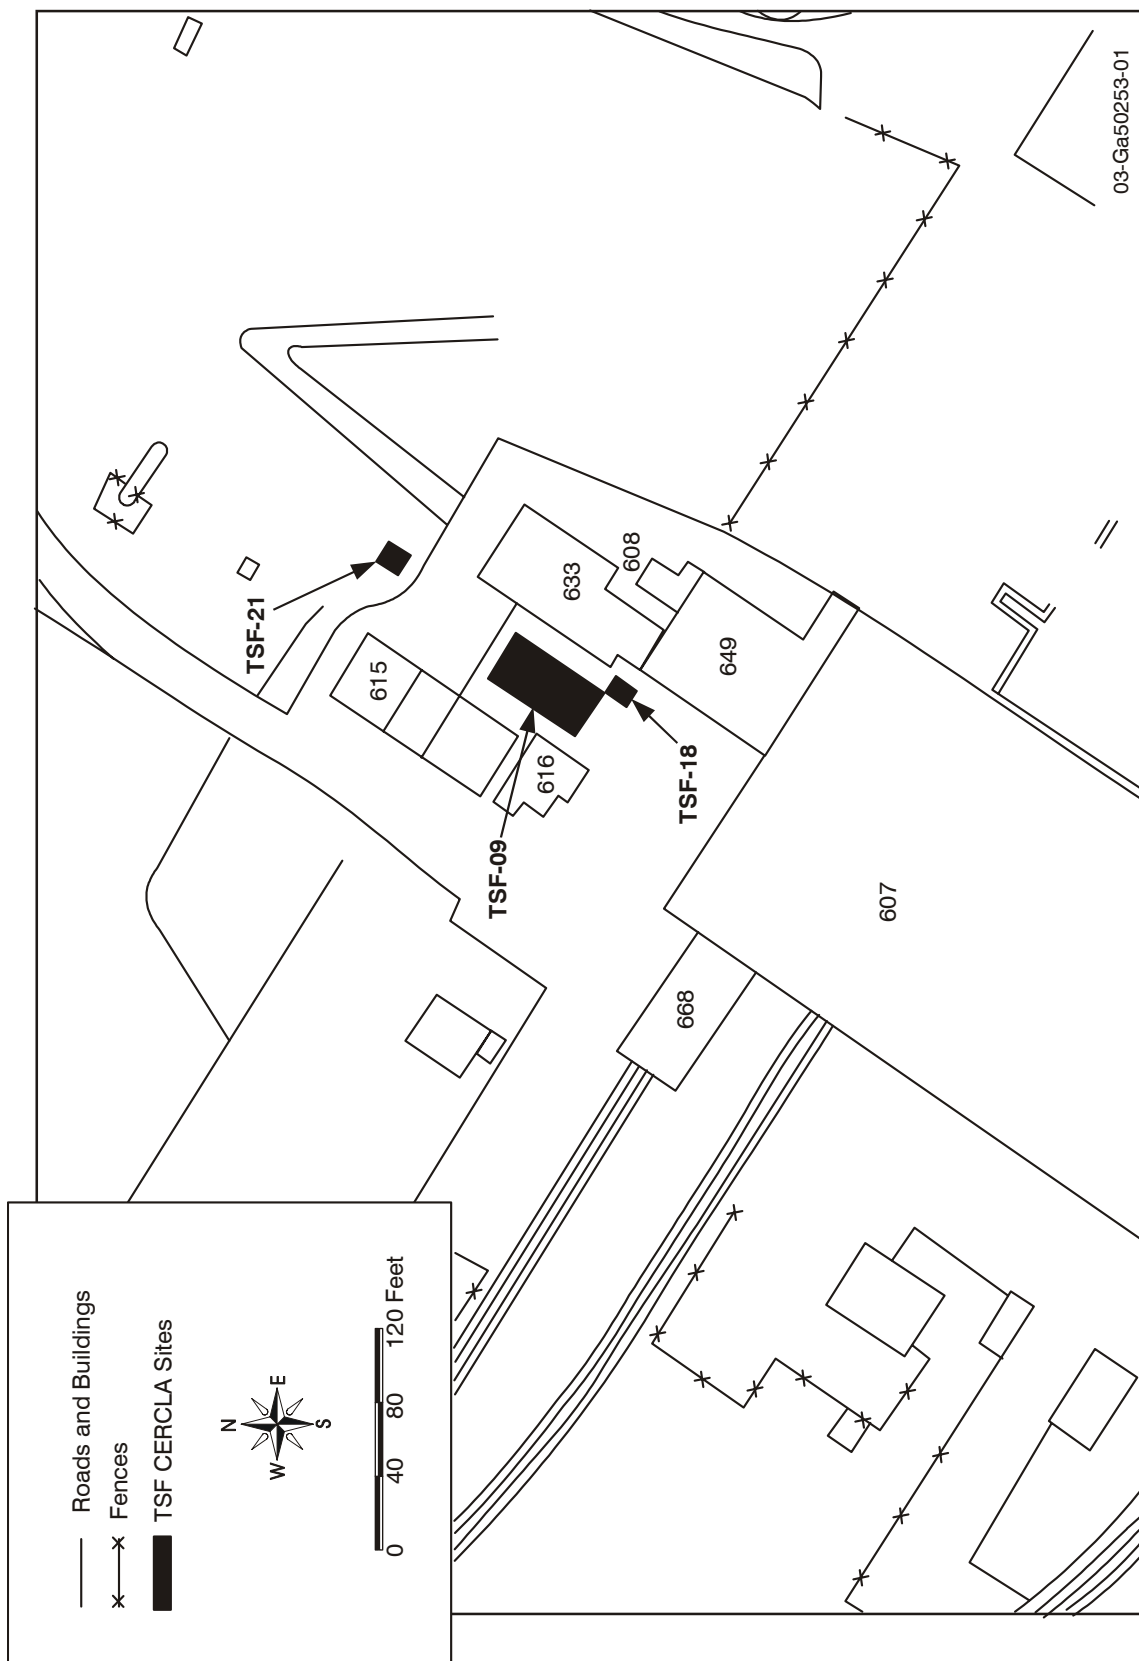 Roads and Buildings
Fences
TSF CERCLA Sites
N
W
E
S
0 40 80 120 Feet
TSF-21
615
633
608
649
616
TSF-09
TSF-18
668
607
03-Ga50253-01